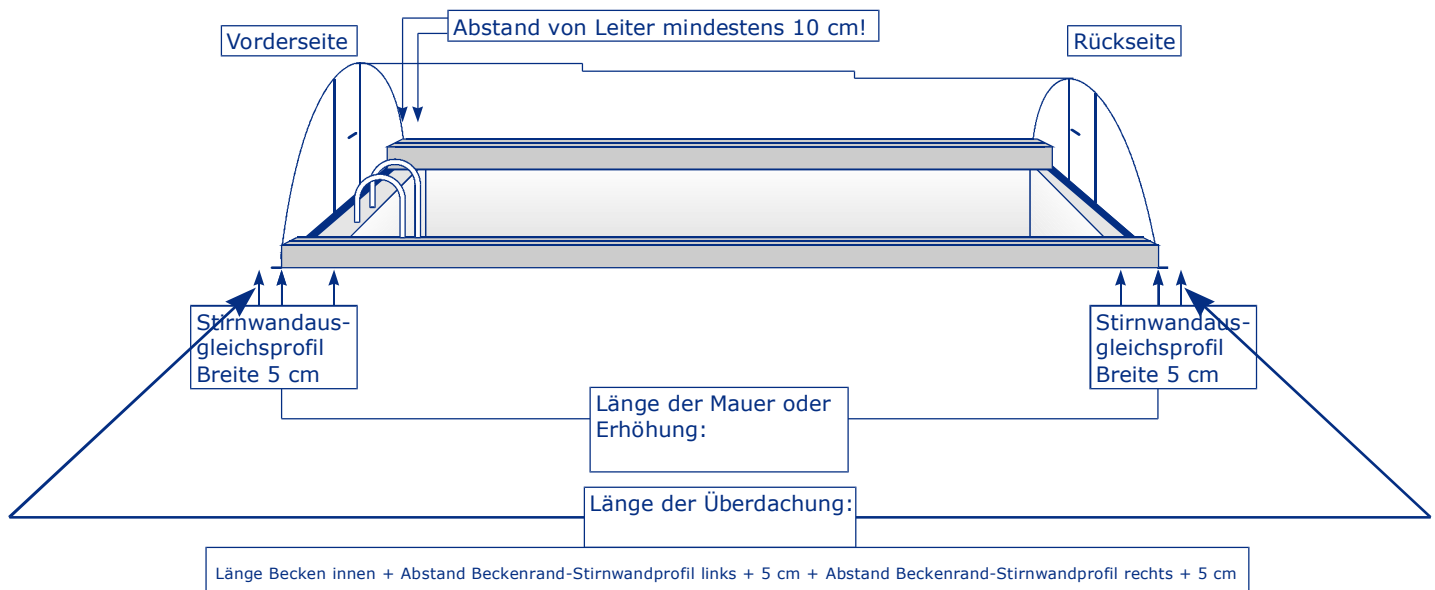 Vorderseite
Abstand von Leiter mindestens 10 cm!
Rückseite
Stirnwandaus-
gleichsprofil
Breite 5 cm
Stirnwandaus-
gleichsprofil
Breite 5 cm
Länge der Mauer oder
Erhöhung:
Länge der Überdachung:
Länge Becken innen + Abstand Beckenrand-Stirnwandprofil links + 5 cm + Abstand Beckenrand-Stirnwandprofil rechts + 5 cm